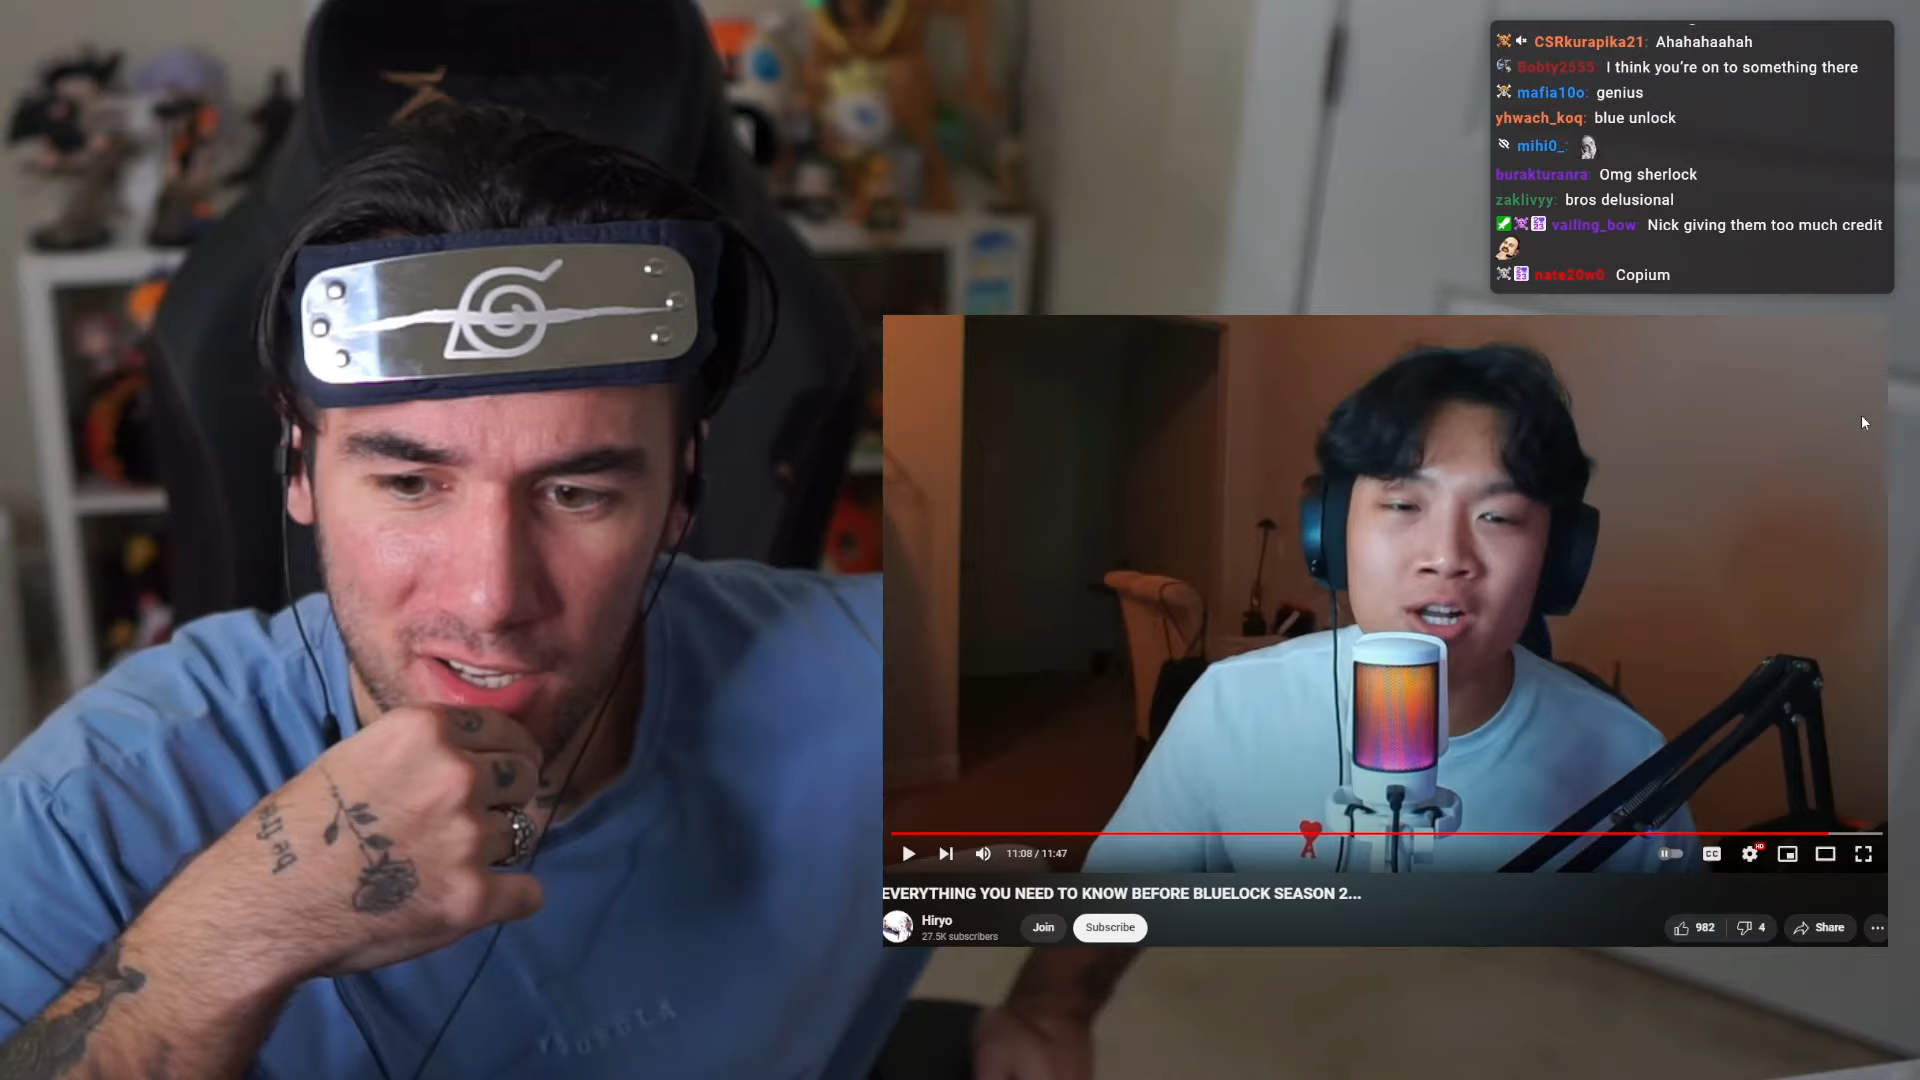 CSRkurapika21: Ahahahaahah
Bobty2555 I think you're on to something there
mafia10o: genius
yhwach_koq: blue unlock
mihi0_:
burakturanra: Omg sherlock
zaklivyy: bros delusional
vailing_bow: Nick giving them too much credit
nate20w0: Copium
11:08 / 11:47
CC
HD
EVERYTHING YOU NEED TO KNOW BEFORE BLUELOCK SEASON 2...
Hiryo
27.5K subscribers
Join
Subscribe
982
4
Share